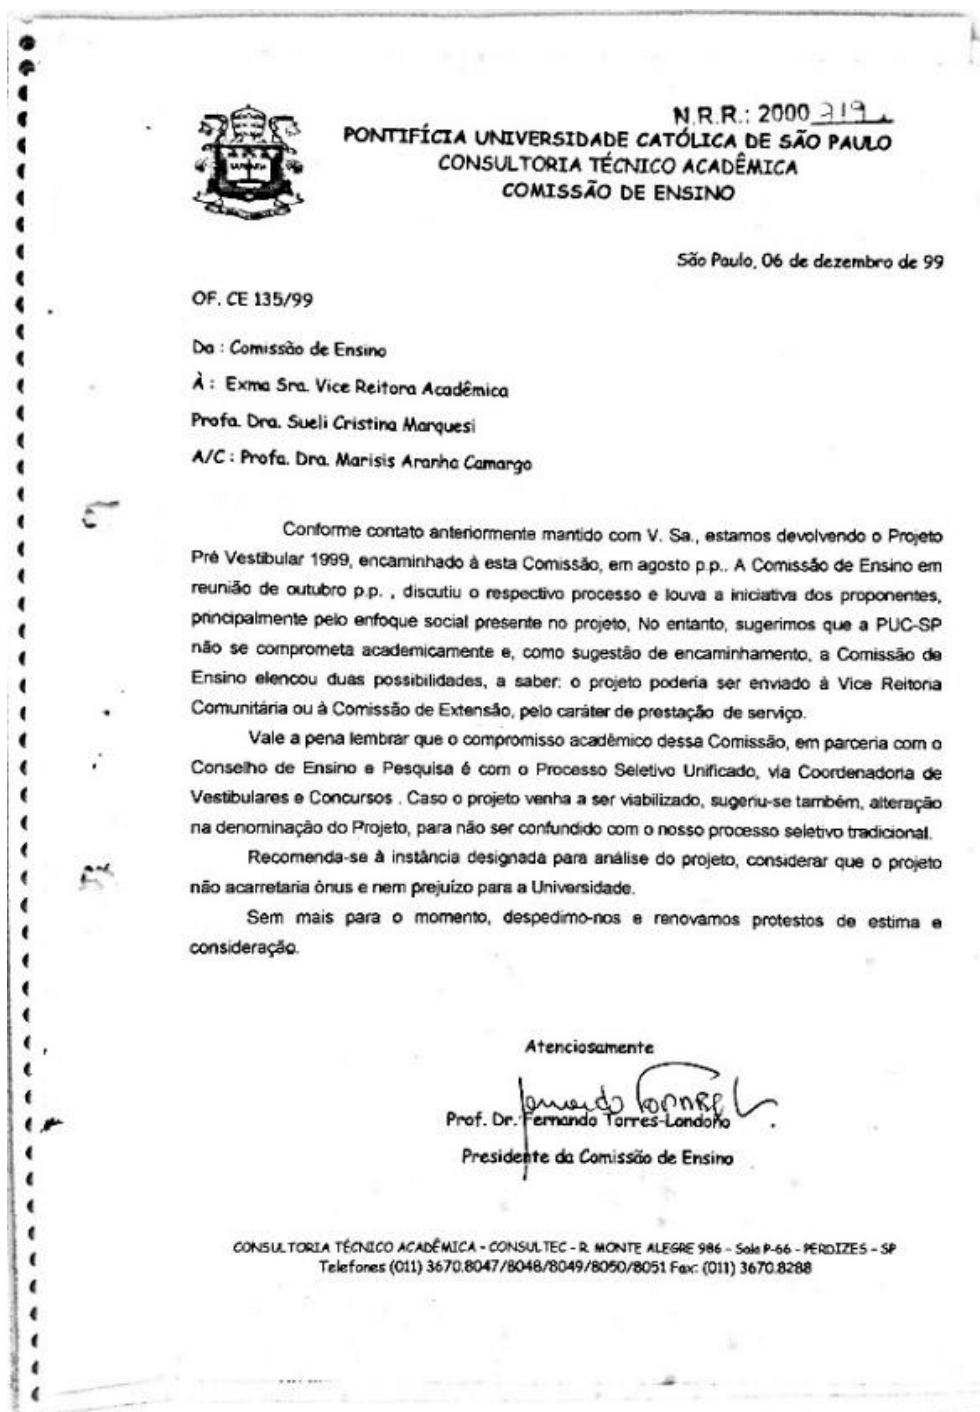 N.R.R.: 2000 719
PONTIFÍCIA UNIVERSIDADE CATÓLICA DE SÃO PAULO
CONSULTORIA TÉCNICO ACADÊMICA
COMISSÃO DE ENSINO
São Paulo, 06 de dezembro de 99
OF. CE 135/99
Da : Comissão de Ensino
À : Exma Sra. Vice Reitora Acadêmica
Profa. Dra. Sueli Cristina Marquesi
A/C : Profa. Dra. Marisis Aranha Camargo
Conforme contato anteriormente mantido com V. Sa., estamos devolvendo o Projeto
Pré Vestibular 1999, encaminhado à esta Comissão, em agosto p.p.. A Comissão de Ensino em
reunião de outubro p.p. , discutiu o respectivo processo e louva a iniciativa dos proponentes,
principalmente pelo enfoque social presente no projeto, No entanto, sugerimos que a PUC-SP
não se comprometa academicamente e, como sugestão de encaminhamento, a Comissão de
Ensino elencou duas possibilidades, a saber: o projeto poderia ser enviado à Vice Reitoria
Comunitária ou à Comissão de Extensão, pelo caráter de prestação de serviço.
Vale a pena lembrar que o compromisso acadêmico dessa Comissão, em parceria com o
Conselho de Ensino e Pesquisa é com o Processo Seletivo Unificado, via Coordenadoria de
Vestibulares e Concursos . Caso o projeto venha a ser viabilizado, sugeriu-se também, alteração
na denominação do Projeto, para não ser confundido com o nosso processo seletivo tradicional.
Recomenda-se à instância designada para análise do projeto, considerar que o projeto
não acarretaria ônus e nem prejuízo para a Universidade.
Sem mais para o momento, despedimo-nos e renovamos protestos de estima e
consideração.
Atenciosamente
Prof. Dr. Fernando Torres-Londoño
Presidente da Comissão de Ensino
CONSULTORIA TÉCNICO ACADÊMICA - CONSULTEC - R. MONTE ALEGRE 986 - Sala P-66 - PERDIZES - SP
Telefones (011) 3670.8047/8048/8049/8050/8051 Fax: (011) 3670.8288